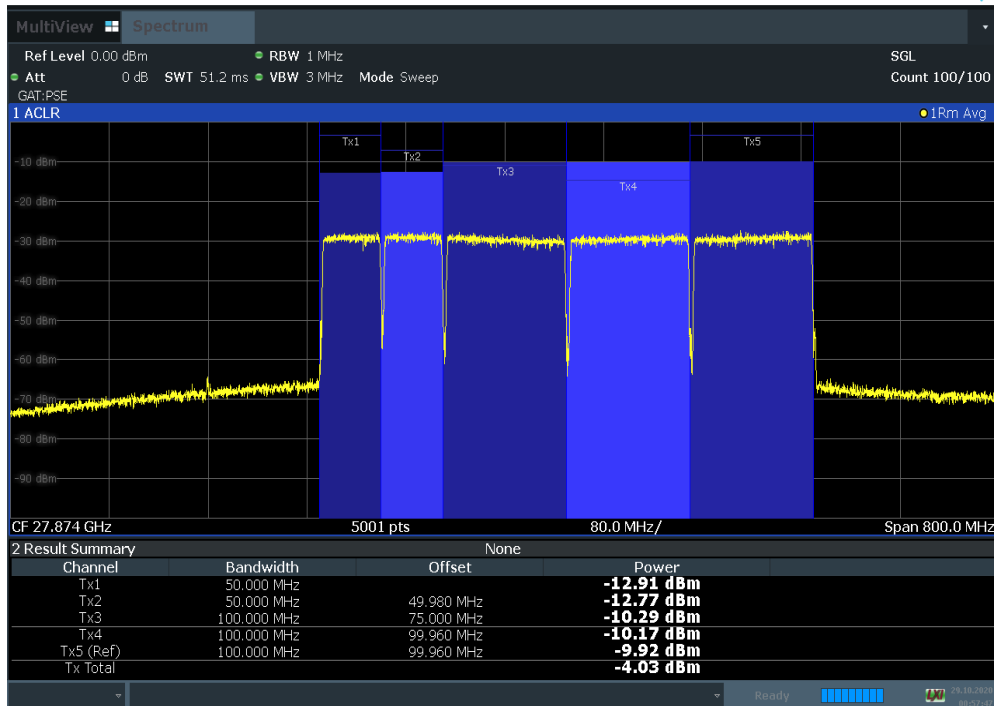 MultiView Spectrum
Ref Level 0.00 dBm RBW 1 MHz SGL
Att 0 dB SWT 51.2 ms VBW 3 MHz Mode Sweep Count 100/100
GAT:PSE
1 ACLR 1Rm Avg
Tx1 Tx2 Tx3 Tx4 Tx5
-10 dBm
-20 dBm
-30 dBm
-40 dBm
-50 dBm
-60 dBm
-70 dBm
-80 dBm
-90 dBm
CF 27.874 GHz 5001 pts 80.0 MHz/ Span 800.0 MHz
2 Result Summary None
Channel Bandwidth Offset Power
Tx1 50.000 MHz -12.91 dBm
Tx2 50.000 MHz 49.980 MHz -12.77 dBm
Tx3 100.000 MHz 75.000 MHz -10.29 dBm
Tx4 100.000 MHz 99.960 MHz -10.17 dBm
Tx5 (Ref) 100.000 MHz 99.960 MHz -9.92 dBm
Tx Total -4.03 dBm
Ready LXI 29.10.2020